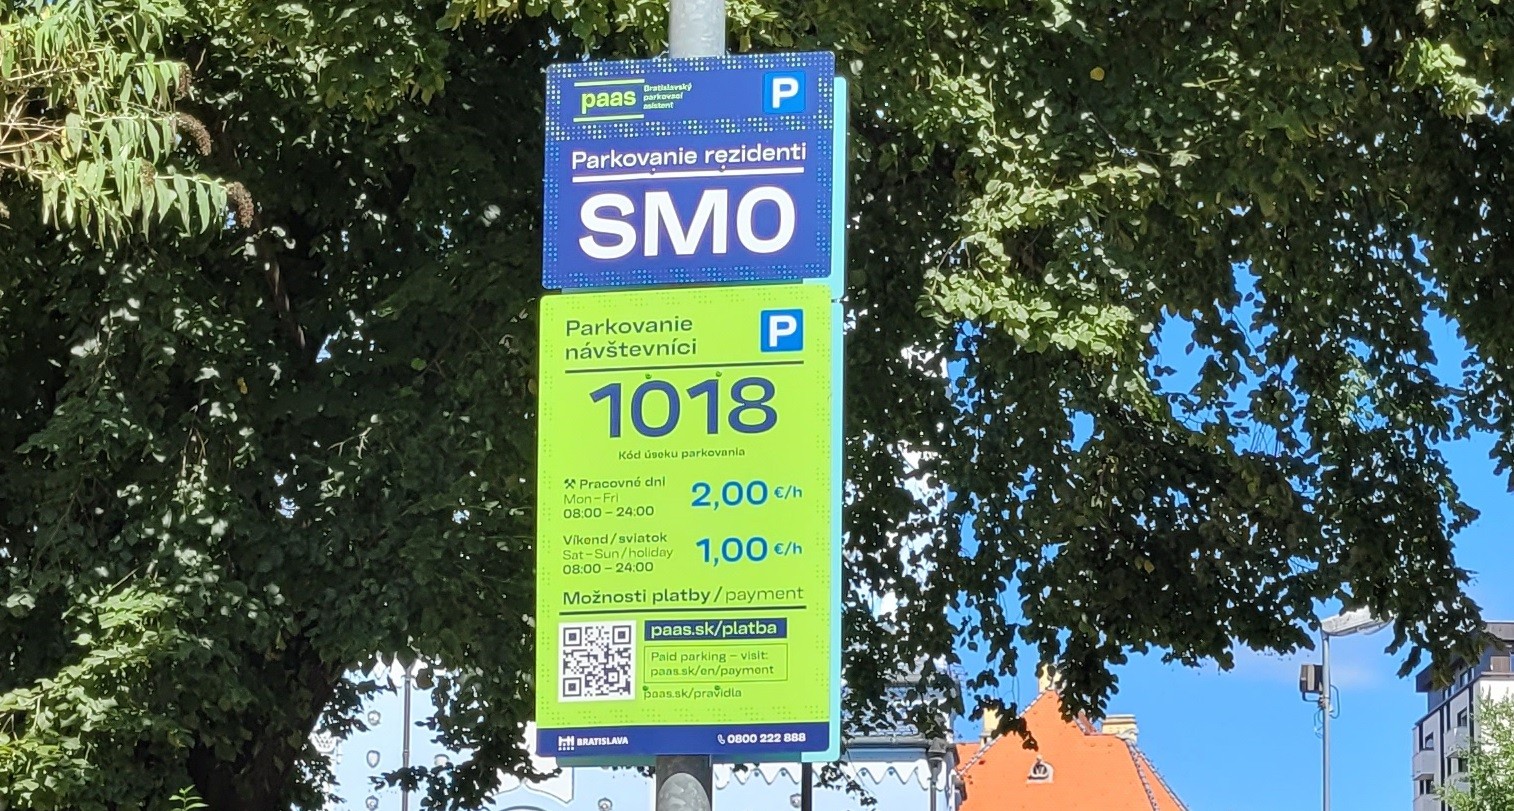 paas Bratislavský
parkovací
asistent
P
Parkovanie rezidenti
SM0
Parkovanie
návštevníci
P
1018
Kód úseku parkovania
Pracovné dni
Mon – Fri
08:00 – 24:00
2,00 €/h
Víkend / sviatok
Sat – Sun / holiday
08:00 – 24:00
1,00 €/h
Možnosti platby / payment
paas.sk/platba
Paid parking – visit:
paas.sk/en/payment
paas.sk/pravidla
BRATISLAVA
0800 222 888